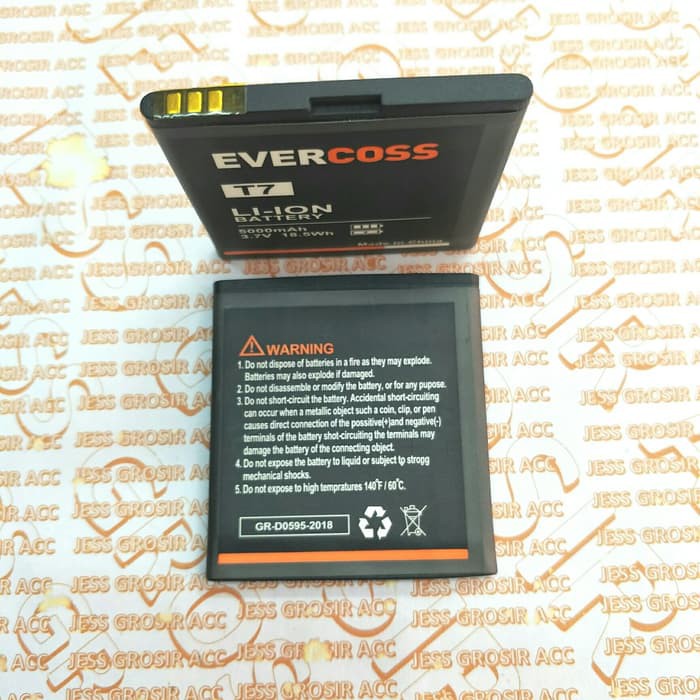 EVERCOSS
T7
LI-ION
BATTERY
5000mAh
3.7V 18.5Wh
Made in China
WARNING
1. Do not dispose of batteries in a fire as they may explode.
Batteries may also explode if damaged.
2. Do not disassemble or modify the battery, or for any pupose.
3. Do not short-circuit the battery. Accidental short-circuiting
can occur when a metallic object such a coin, clip, or pen
causes direct connection of the possitive(+)and negative(-)
terminals of the battery shot-circuiting the terminals may
damage the battery of the connecting object.
4. Do not expose the battery to liquid or subject tp stropg
mechanical shocks.
5. Do not expose to high tempratures 140°F / 60°C.
GR-D0595-2018
JESS GROSIR ACC